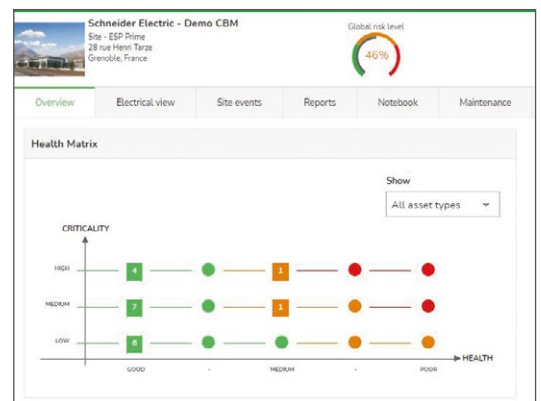 Schneider Electric - Demo CBM
Site - ESP Prime
28 rue Henri Tarze
Grenoble, France
Global risk level
46%
Overview Electrical view Site events Reports Notebook Maintenance
Health Matrix
Show
All asset types
CRITICALITY
HIGH 4 1
MEDIUM 7 1
LOW 6
HEALTH
GOOD - MEDIUM - POOR